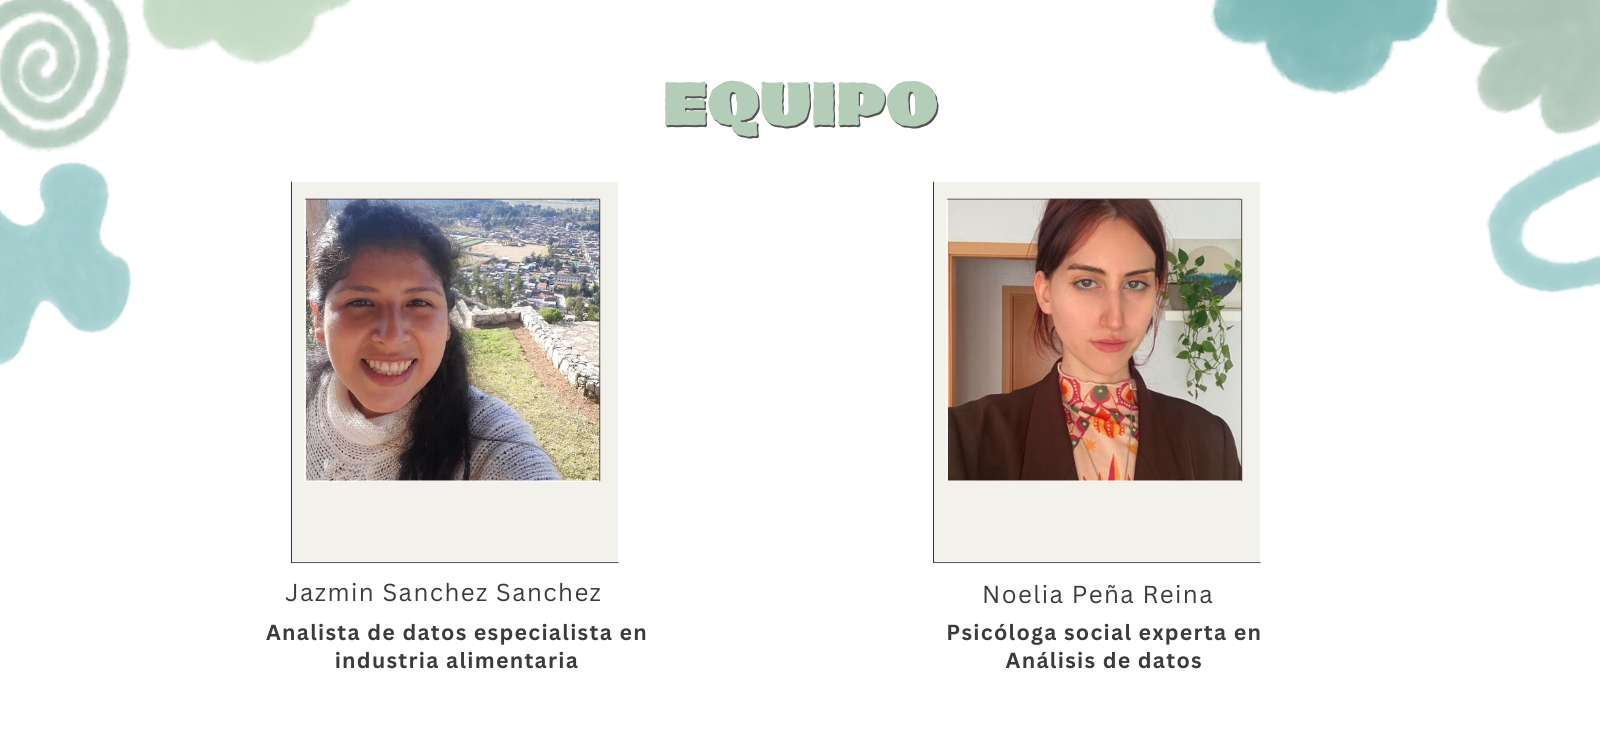 EQUIPO
Jazmin Sanchez Sanchez
Analista de datos especialista en
industria alimentaria
Noelia Peña Reina
Psicóloga social experta en
Análisis de datos